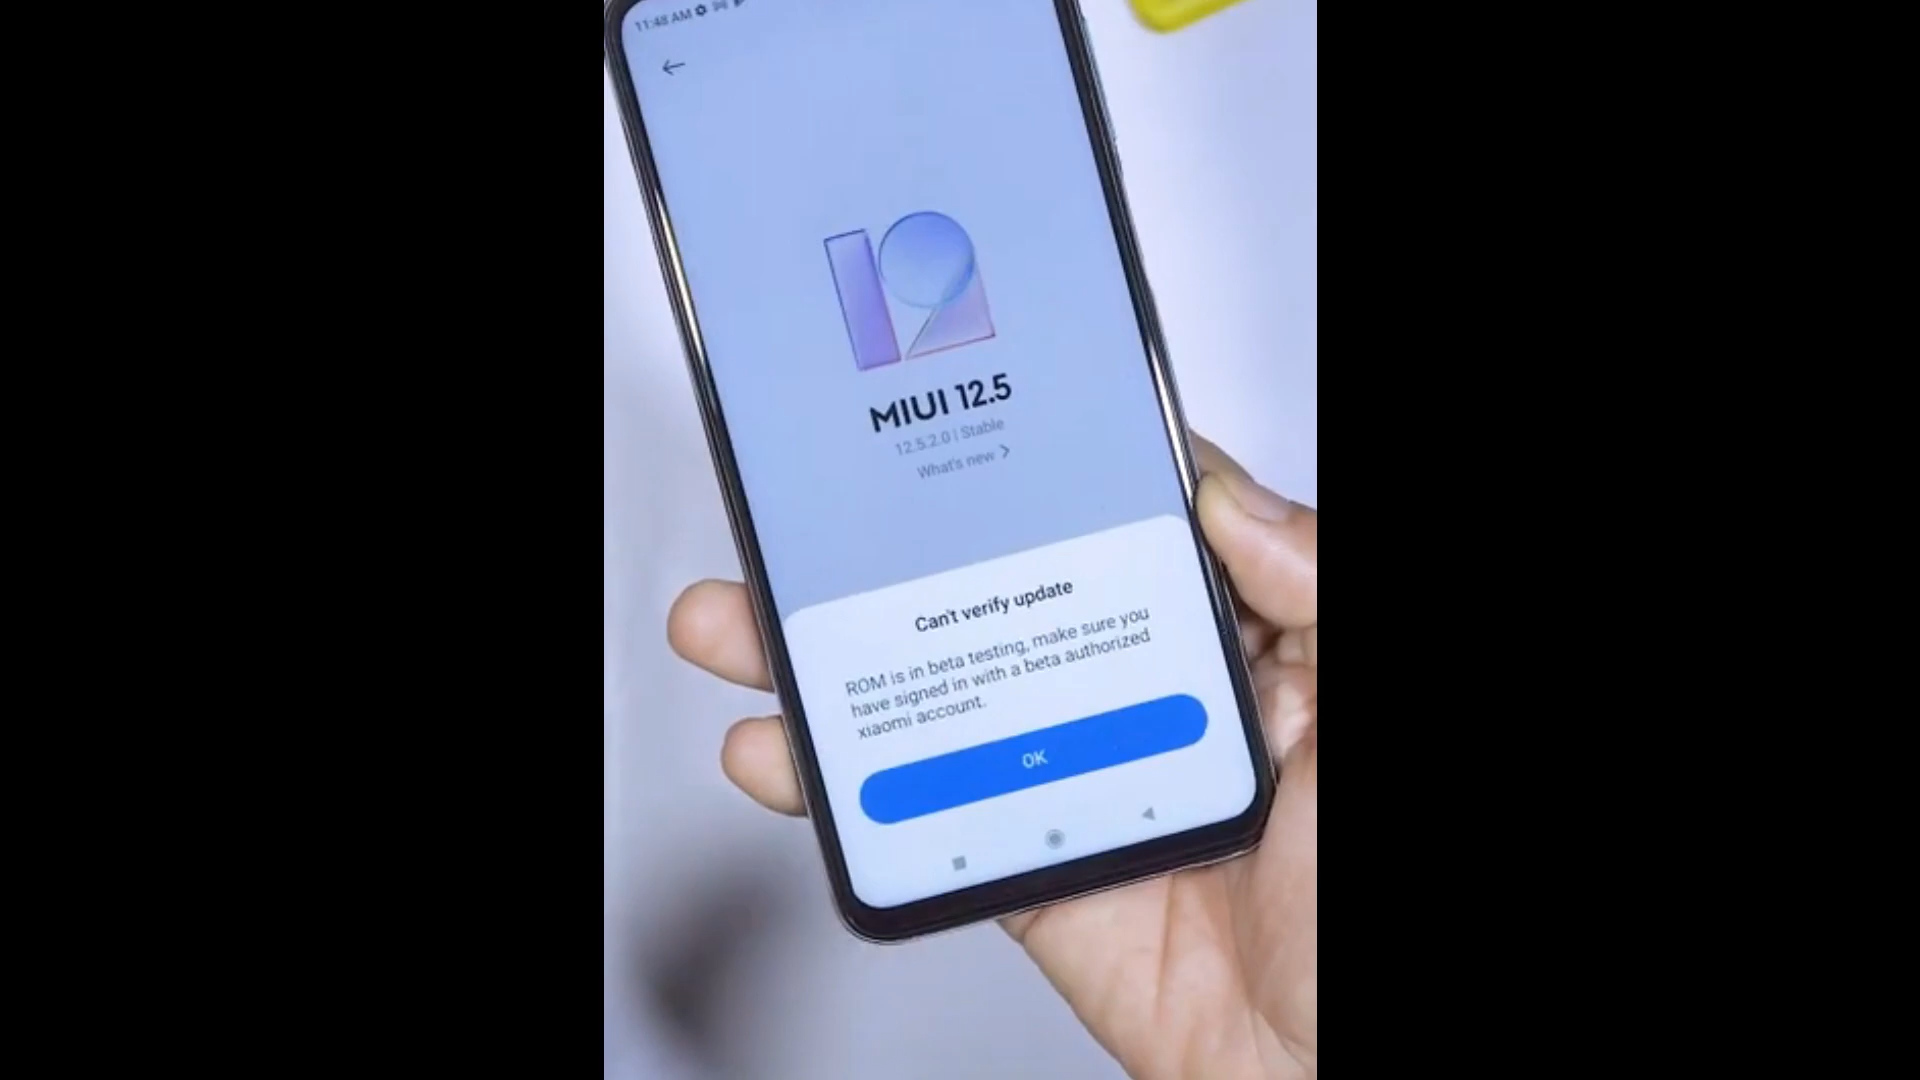 11:48 AM
12
MIUI 12.5
12.5.2.0 | Stable
What's new >
Can't verify update
ROM is in beta testing, make sure you
have signed in with a beta authorized
xiaomi account.
OK